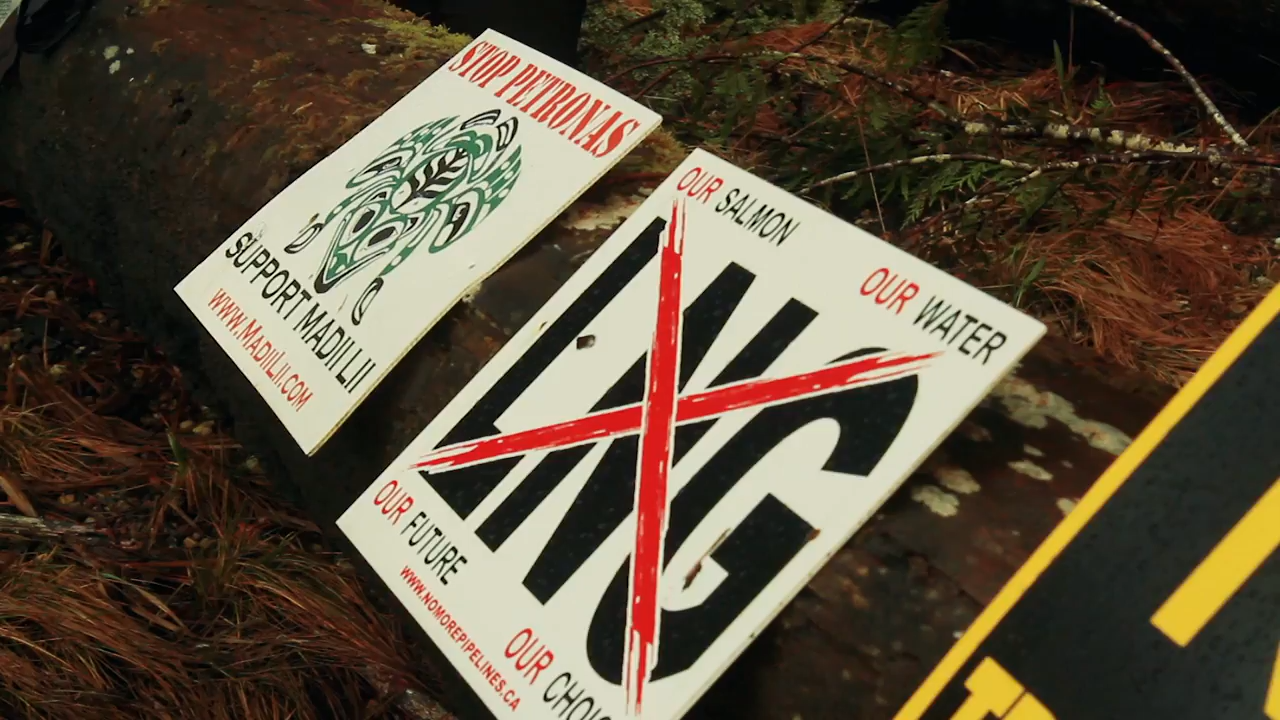 STOP PETRONAS
SUPPORT MADII LII
WWW.MADIILII.COM
OUR SALMON
OUR WATER
LNG
OUR FUTURE
WWW.NOMOREPIPELINES.CA
OUR